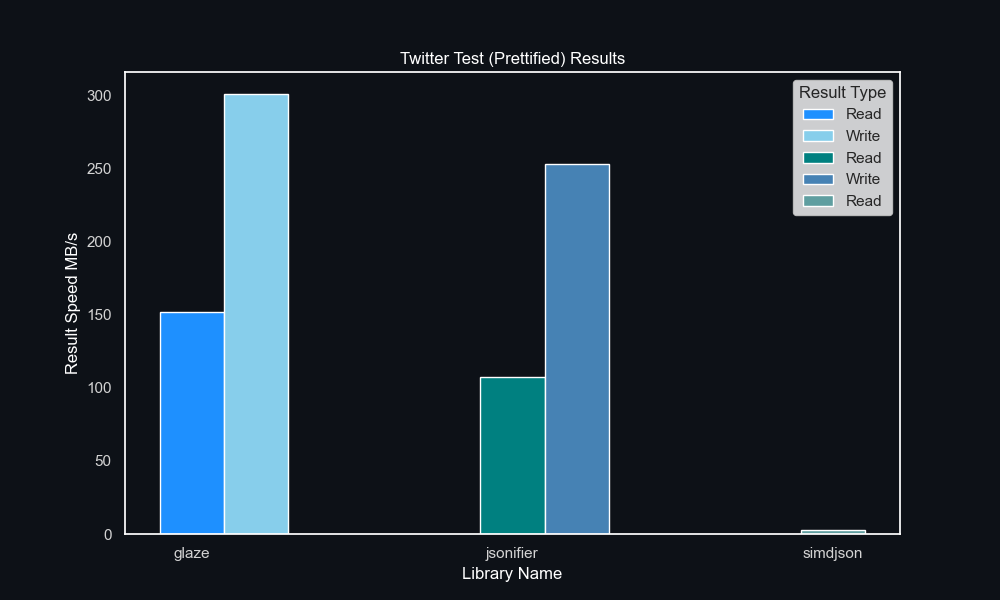 Twitter Test (Prettified) Results
Result Type
Read
Write
Read
Write
Read
300
250
200
150
100
50
0
Result Speed MB/s
glaze
jsonifier
simdjson
Library Name